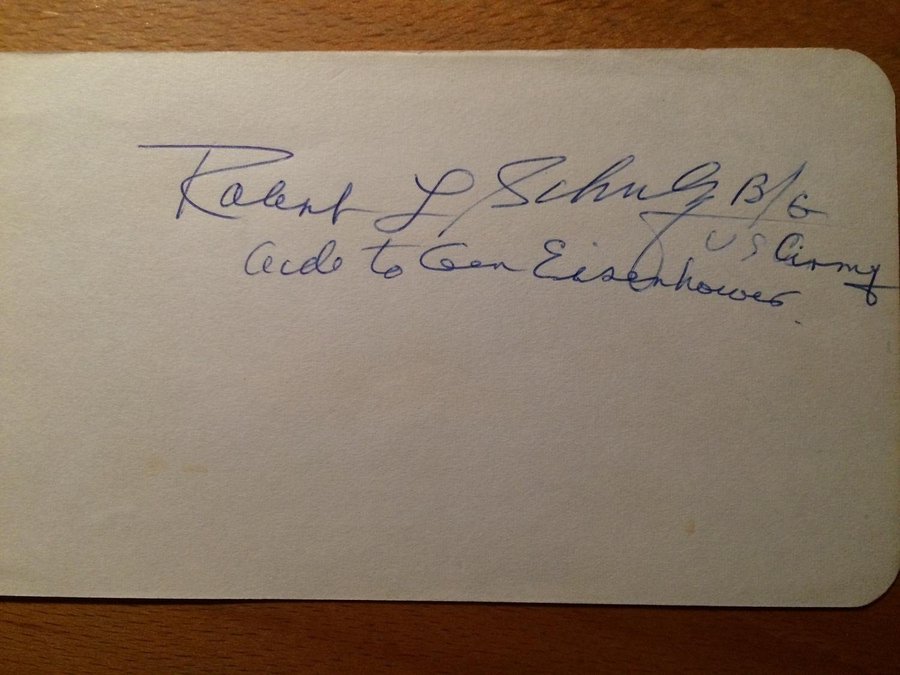 Robert L Schulz B/G
US Army
Aide to Gen Eisenhower.